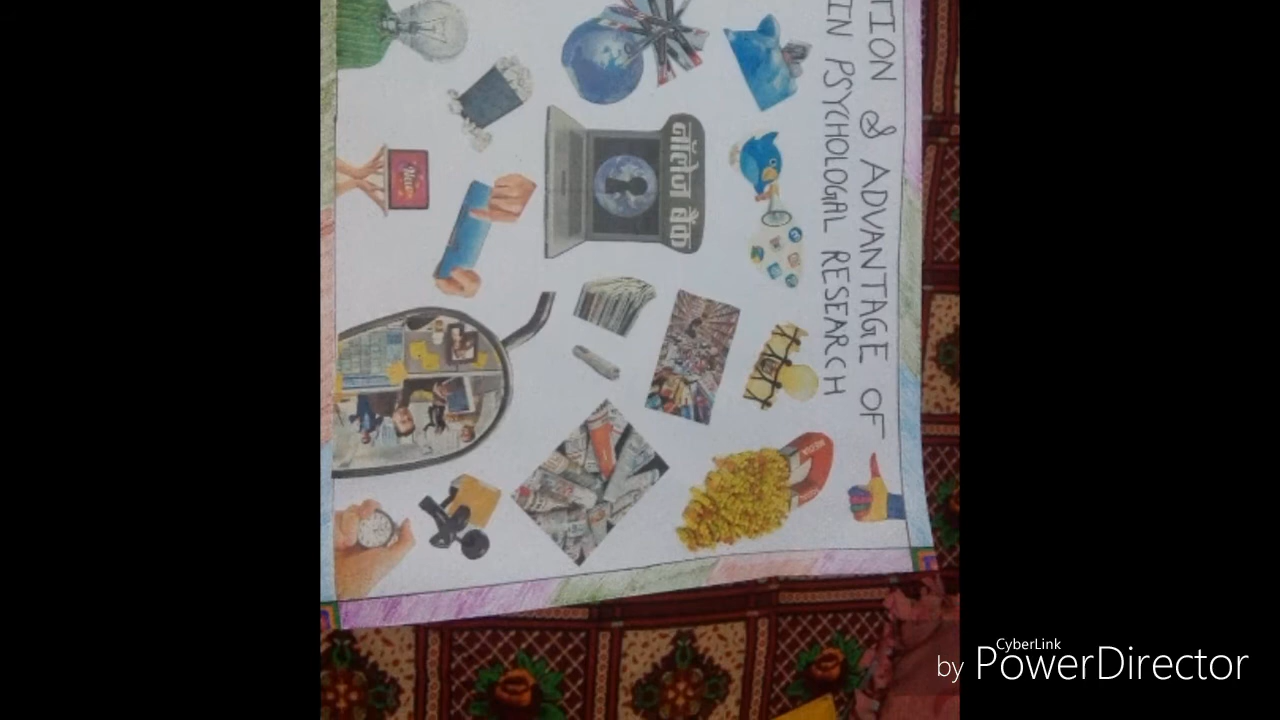 TION & ADVANTAGE OF
IN PSYCHOLOGAL RESEARCH
नॉलेज बैंक
CyberLink
by PowerDirector